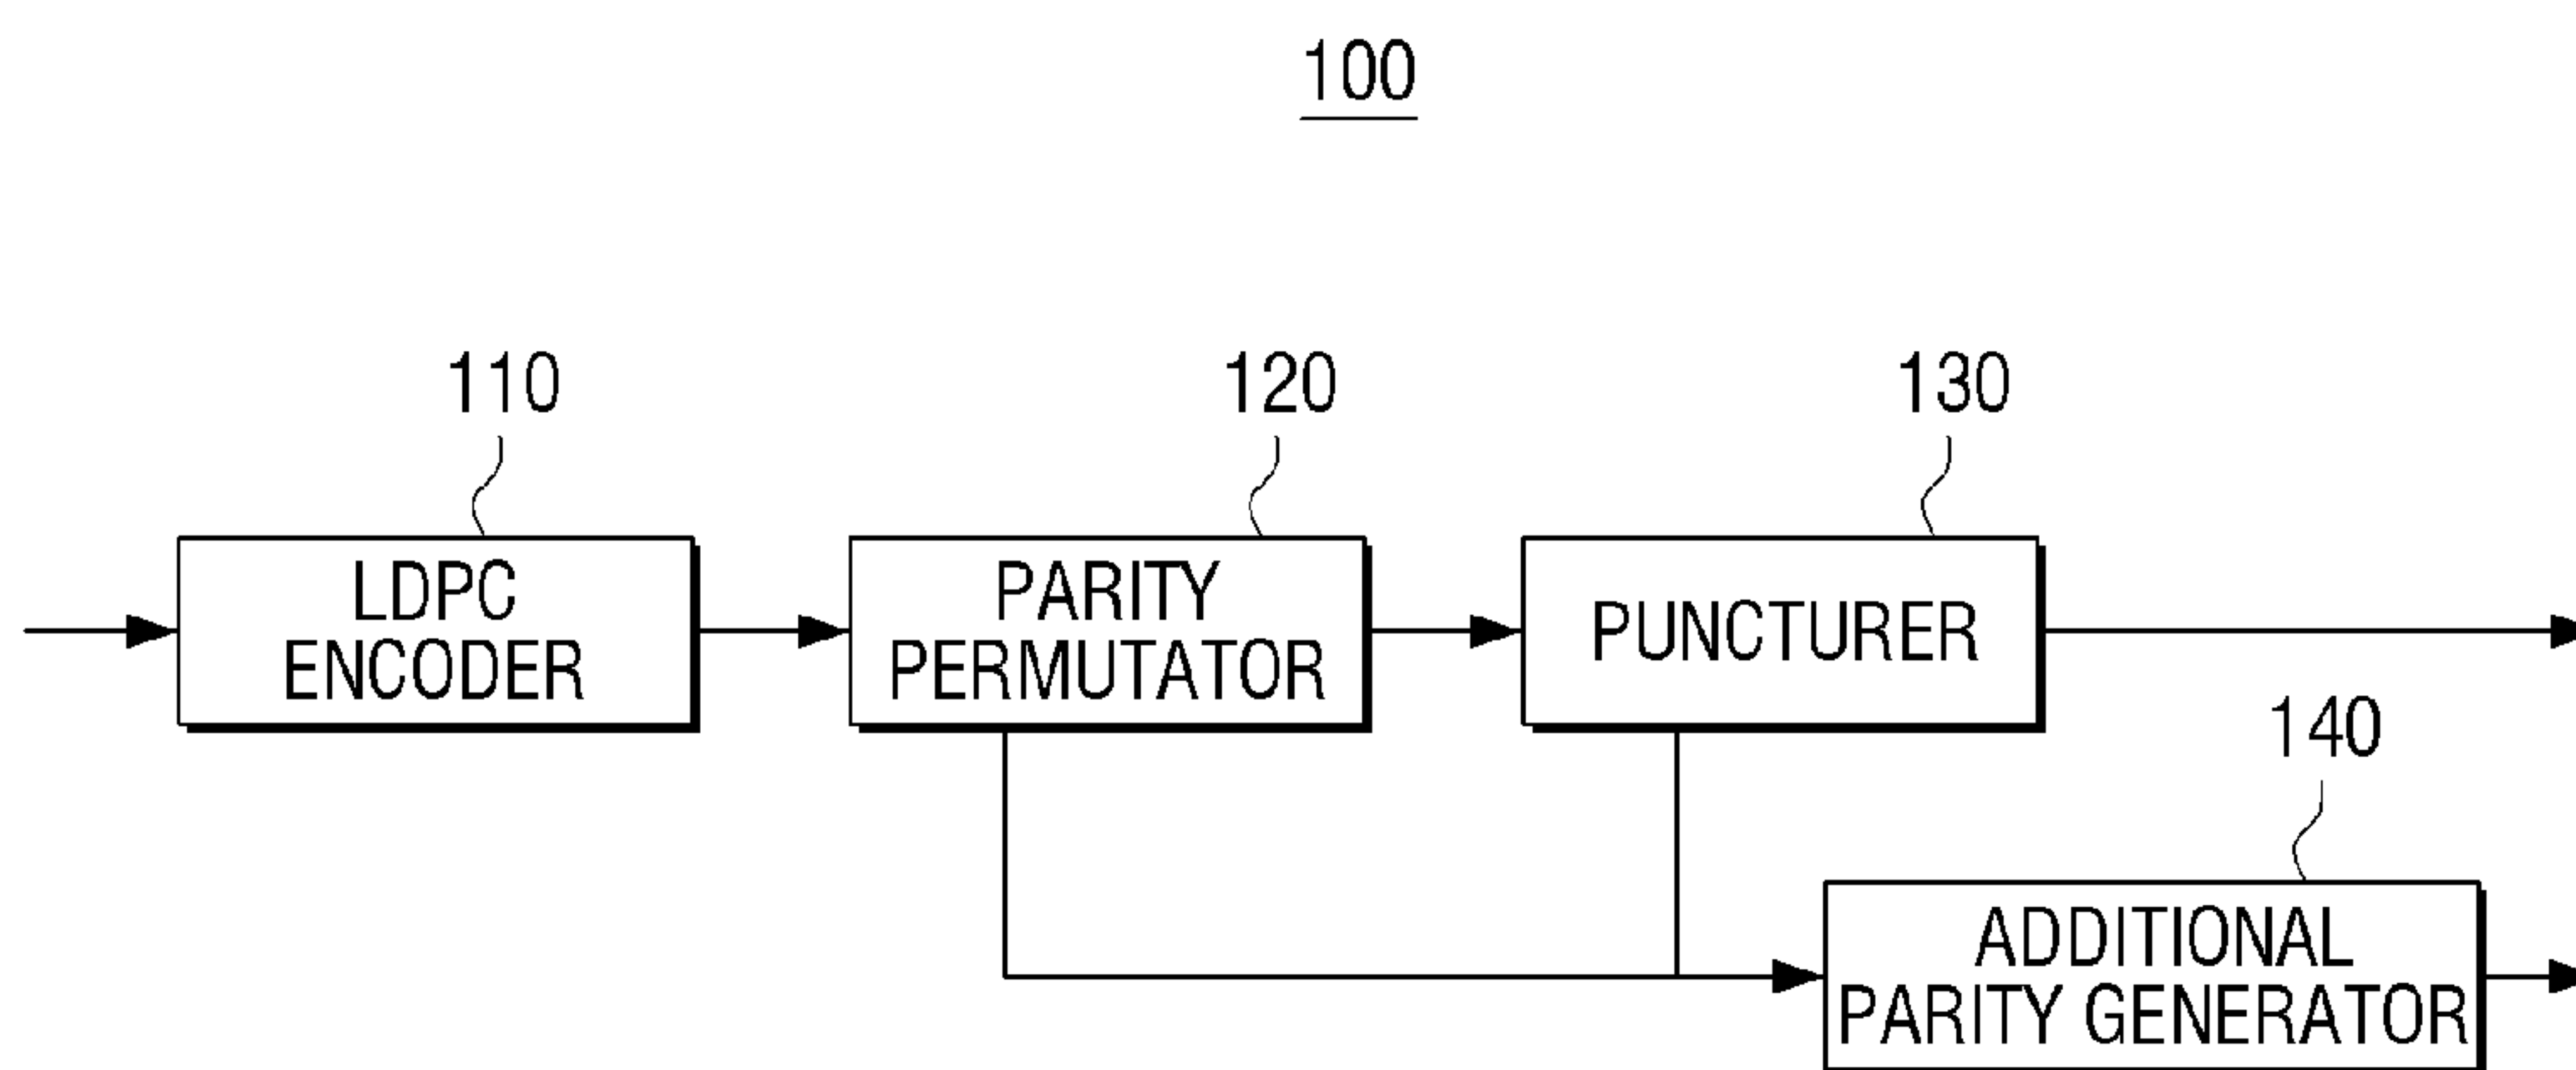 100
110
120
130
LDPC
ENCODER
PARITY
PERMUTATOR
PUNCTURER
140
ADDITIONAL
PARITY GENERATOR